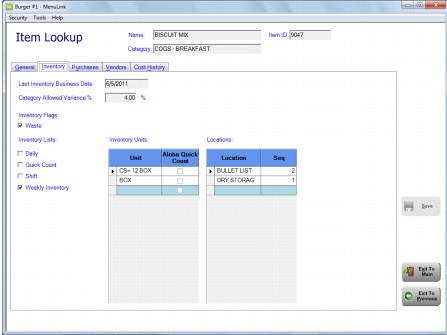 Burger #1 - MenuLink
Security Tools Help
Item Lookup
Name: BISCUIT MIX Item ID: 9047
Category: COGS - BREAKFAST
General Inventory Purchases Vendors Cost History
Last Inventory Business Date: 6/5/2011
Category Allowed Variance % 4.00 %
Inventory Flags:
Waste
Inventory Lists: Inventory Units: Locations:
Daily
Quick Count
Shift
Weekly Inventory
Unit Aloha Quick Count
CS= 12 BOX
BOX
Location Seq
BULLET LIST 2
DRY STORAG 1
Save
Exit To Main
Exit To Previous